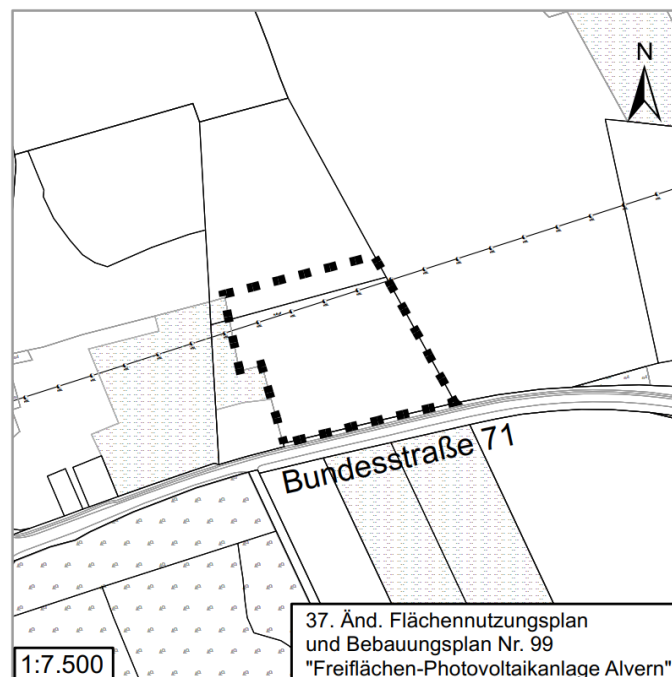 N
Bundesstraße 71
37. Änd. Flächennutzungsplan
und Bebauungsplan Nr. 99
"Freiflächen-Photovoltaikanlage Alvern"
1:7.500